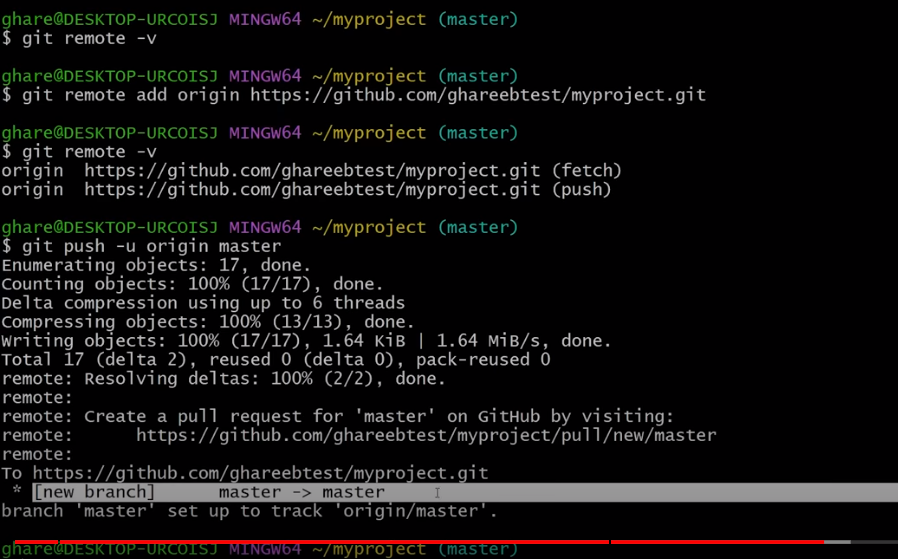 ghare@DESKTOP-URCOISJ MINGW64 ~/myproject (master)
$ git remote -v
ghare@DESKTOP-URCOISJ MINGW64 ~/myproject (master)
$ git remote add origin https://github.com/ghareebtest/myproject.git
ghare@DESKTOP-URCOISJ MINGW64 ~/myproject (master)
$ git remote -v
origin  https://github.com/ghareebtest/myproject.git (fetch)
origin  https://github.com/ghareebtest/myproject.git (push)
ghare@DESKTOP-URCOISJ MINGW64 ~/myproject (master)
$ git push -u origin master
Enumerating objects: 17, done.
Counting objects: 100% (17/17), done.
Delta compression using up to 6 threads
Compressing objects: 100% (13/13), done.
Writing objects: 100% (17/17), 1.64 KiB | 1.64 MiB/s, done.
Total 17 (delta 2), reused 0 (delta 0), pack-reused 0
remote: Resolving deltas: 100% (2/2), done.
remote:
remote: Create a pull request for 'master' on GitHub by visiting:
remote:      https://github.com/ghareebtest/myproject/pull/new/master
remote:
To https://github.com/ghareebtest/myproject.git
 * [new branch]      master -> master
branch 'master' set up to track 'origin/master'.
ghare@DESKTOP-URCOISJ MINGW64 ~/myproject (master)